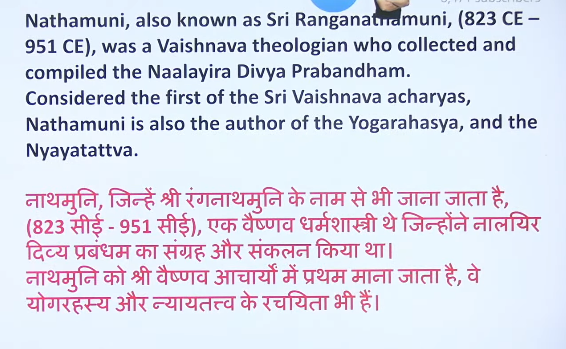 Nathamuni, also known as Sri Ranganathamuni, (823 CE –
951 CE), was a Vaishnava theologian who collected and
compiled the Naalayira Divya Prabandham.
Considered the first of the Sri Vaishnava acharyas,
Nathamuni is also the author of the Yogarahasya, and the
Nyayatattva.
नाथमुनि, जिन्हें श्री रंगनाथमुनि के नाम से भी जाना जाता है,
(823 सीई - 951 सीई), एक वैष्णव धर्मशास्त्री थे जिन्होंने नालयिर
दिव्य प्रबंधम का संग्रह और संकलन किया था।
नाथमुनि को श्री वैष्णव आचार्यों में प्रथम माना जाता है, वे
योगरहस्य और न्यायतत्त्व के रचयिता भी हैं।